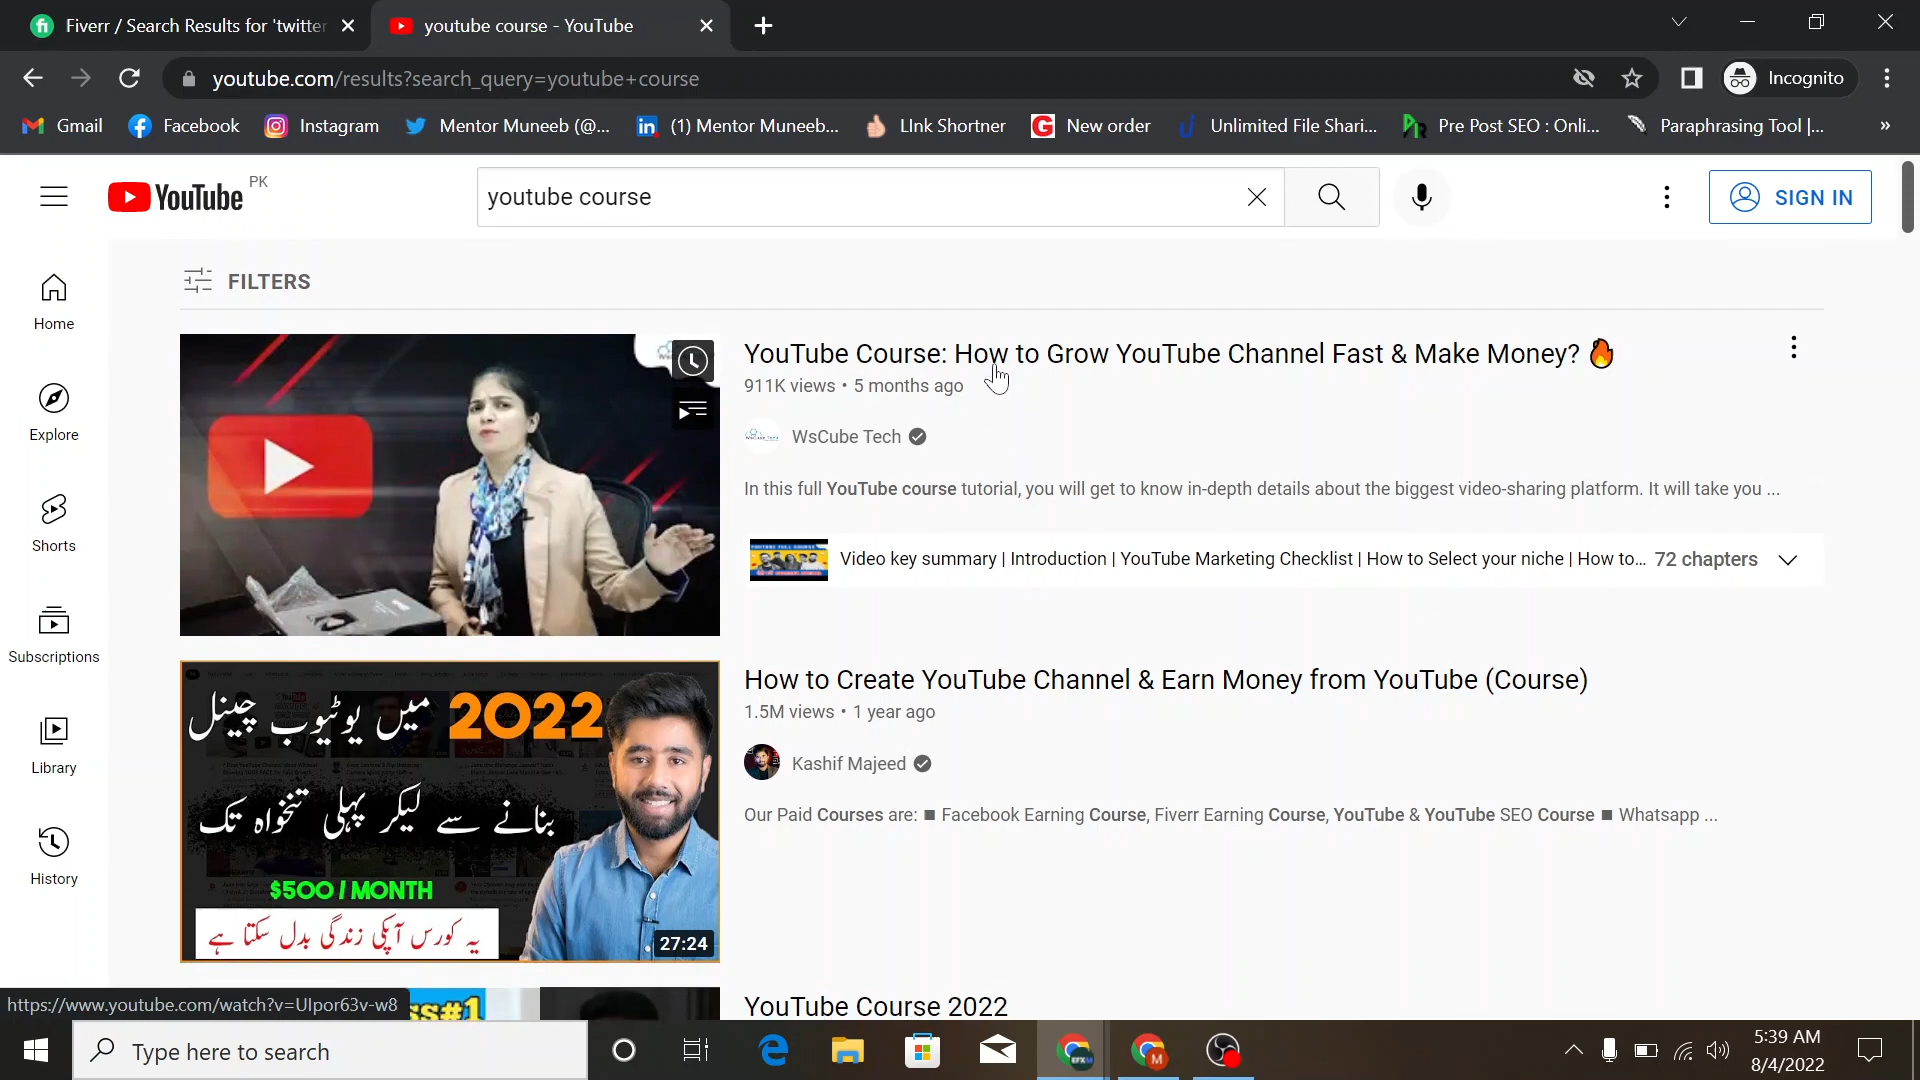 Fiverr / Search Results for 'twitter
youtube course - YouTube
youtube.com/results?search_query=youtube+course
Incognito
Gmail
Facebook
Instagram
Mentor Muneeb (@...
(1) Mentor Muneeb...
LInk Shortner
New order
Unlimited File Shari...
Pre Post SEO : Onli...
Paraphrasing Tool |...
YouTube PK
youtube course
SIGN IN
FILTERS
Home
Explore
Shorts
Subscriptions
Library
History
YouTube Course: How to Grow YouTube Channel Fast & Make Money? 🔥
911K views • 5 months ago
WsCube Tech
In this full YouTube course tutorial, you will get to know in-depth details about the biggest video-sharing platform. It will take you ...
Video key summary | Introduction | YouTube Marketing Checklist | How to Select your niche | How to... 72 chapters
2022 میں یوٹیوب چینل
بنانے سے لیکر پہلی تنخواہ تک
$500 / MONTH
یہ کورس آپکی زندگی بدل سکتا ہے
27:24
How to Create YouTube Channel & Earn Money from YouTube (Course)
1.5M views • 1 year ago
Kashif Majeed
Our Paid Courses are: ■ Facebook Earning Course, Fiverr Earning Course, YouTube & YouTube SEO Course ■ Whatsapp ...
YouTube Course 2022
https://www.youtube.com/watch?v=UIpor63v-w8
Type here to search
5:39 AM
8/4/2022